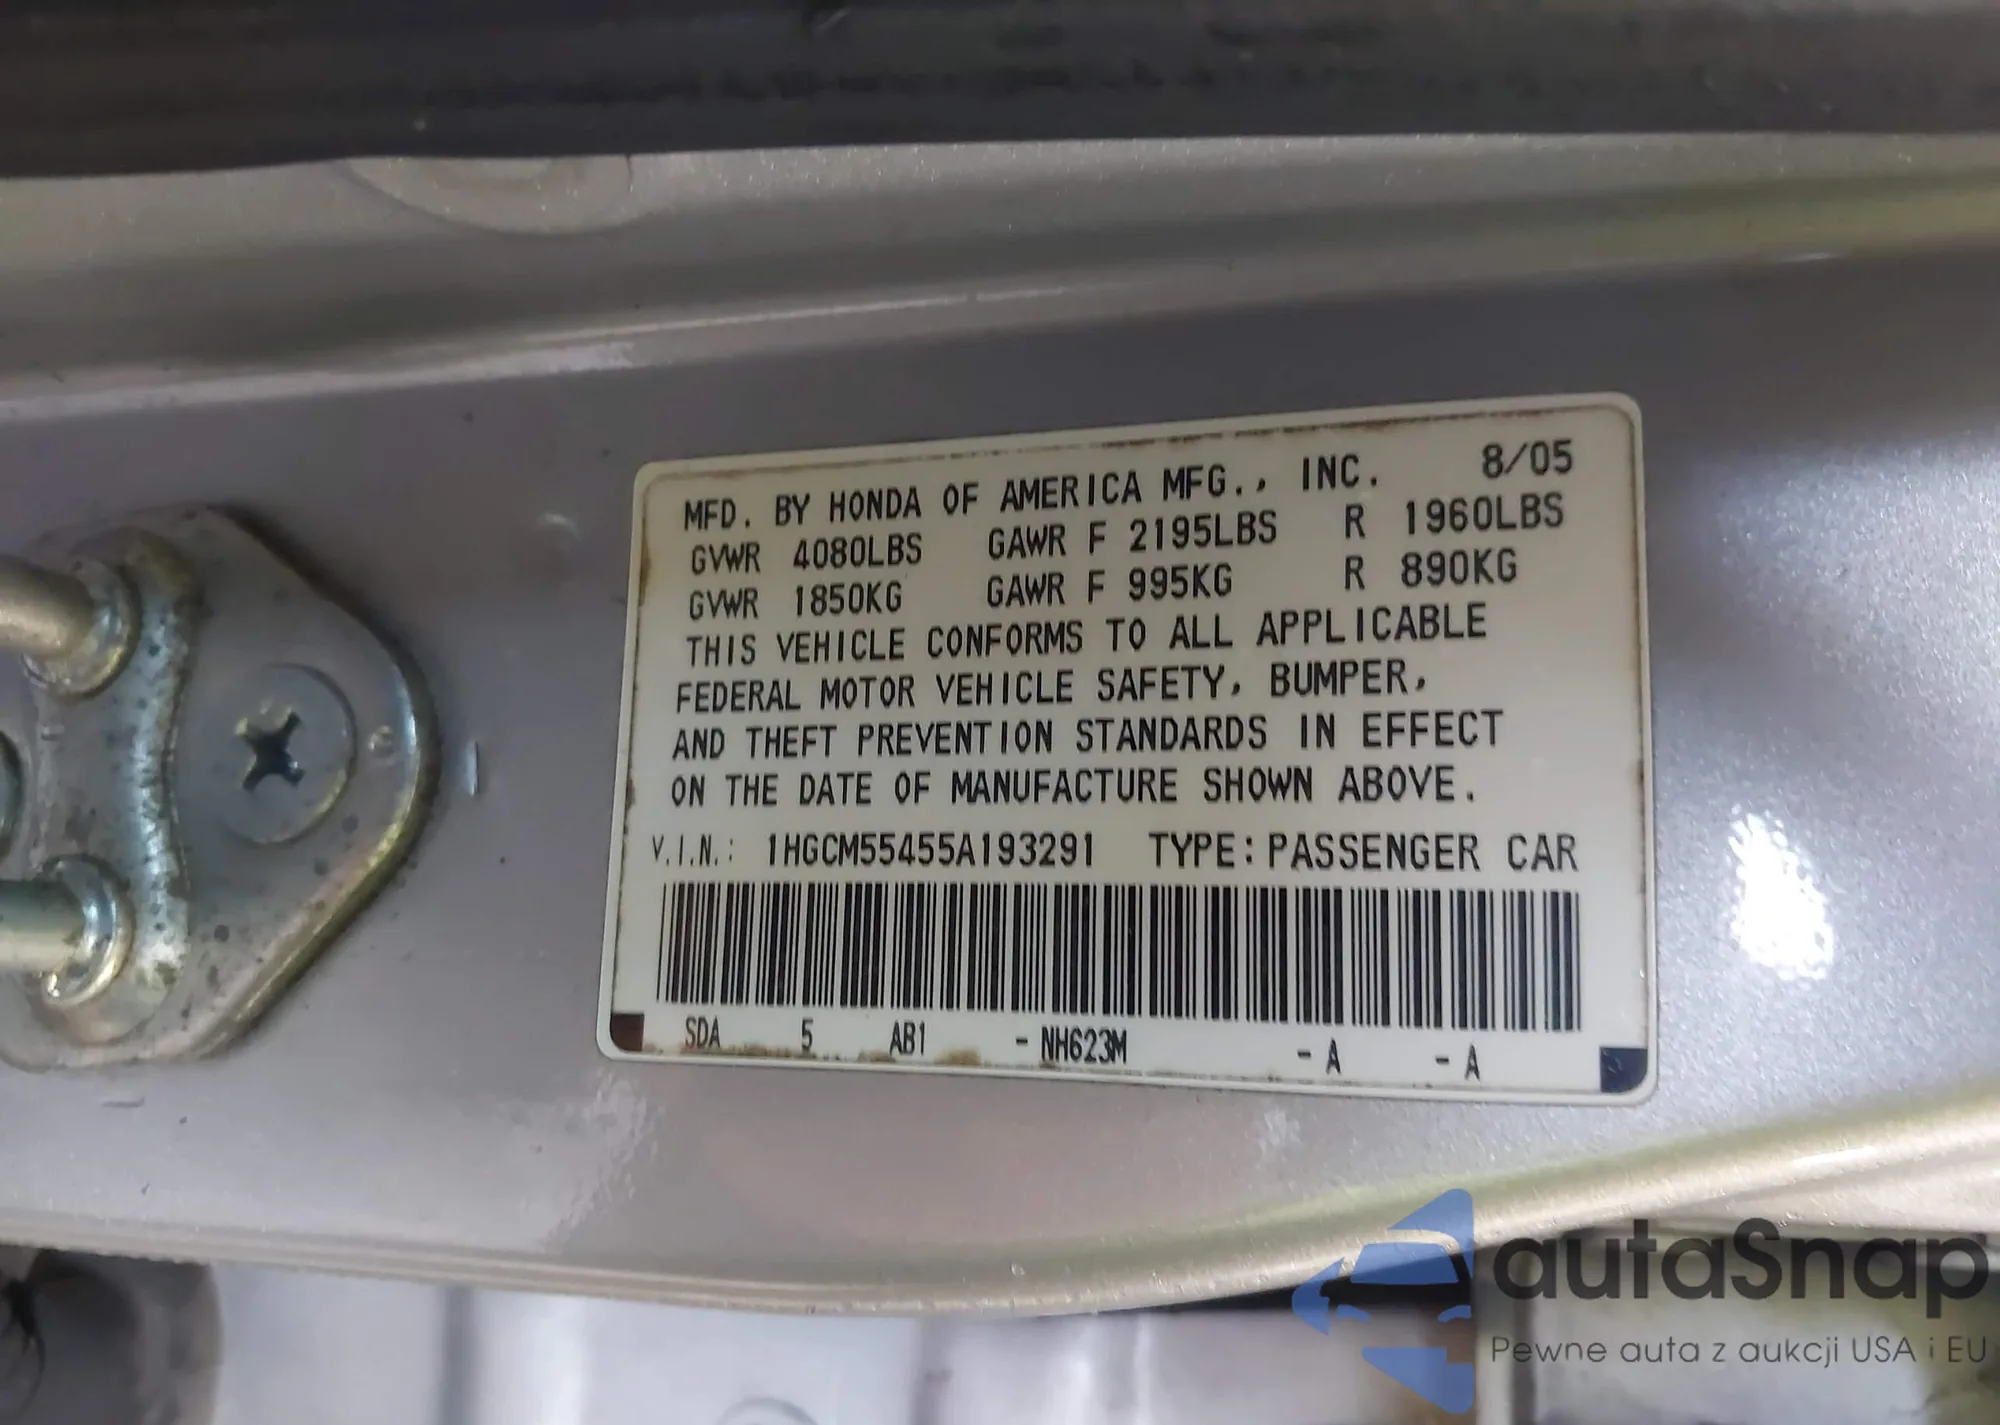 MFD. BY HONDA OF AMERICA MFG., INC. 8/05
GVWR 4080LBS GAWR F 2195LBS R 1960LBS
GVWR 1850KG GAWR F 995KG R 890KG
THIS VEHICLE CONFORMS TO ALL APPLICABLE
FEDERAL MOTOR VEHICLE SAFETY, BUMPER,
AND THEFT PREVENTION STANDARDS IN EFFECT
ON THE DATE OF MANUFACTURE SHOWN ABOVE.
V.I.N.: 1HGCM55455A193291 TYPE: PASSENGER CAR
SDA 5 AB1 - NH623M - A - A
autaSnap
Pewne auta z aukcji USA i EU